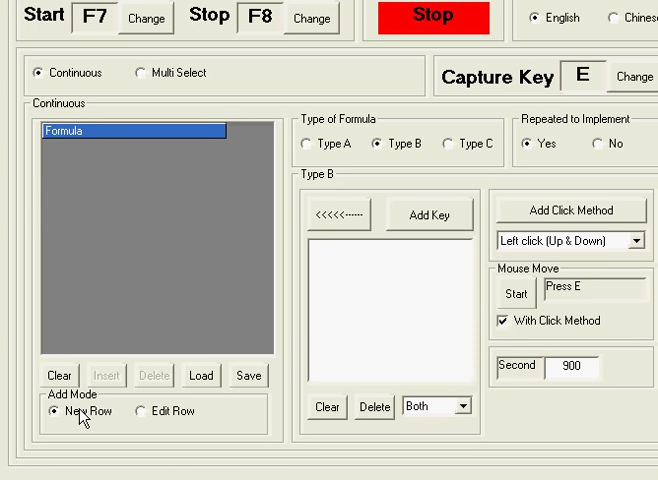 Start F7 Change Stop F8 Change Stop English Chines
Continuous Multi Select Capture Key E Change
Continuous
Formula
Type of Formula Repeated to Implement
Type A Type B Type C Yes No
Type B
<<<<<------ Add Key Add Click Method
Left click (Up & Down)
Mouse Move
Start Press E
With Click Method
Second 900
Clear Insert Delete Load Save
Add Mode
New Row Edit Row
Clear Delete Both